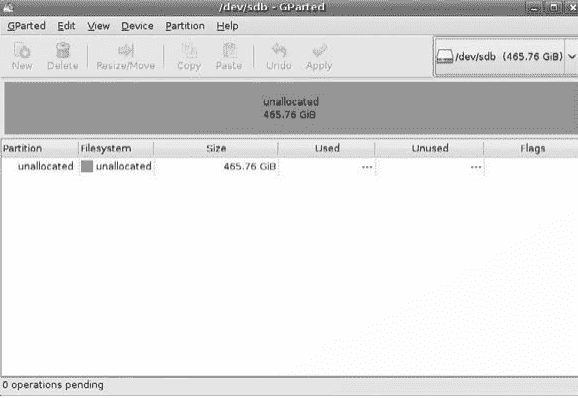 /dev/sdb - GParted
GParted Edit View Device Partition Help
New Delete Resize/Move Copy Paste Undo Apply
/dev/sdb (465.76 GiB)
unallocated
465.76 GiB
Partition Filesystem Size Used Unused Flags
unallocated unallocated 465.76 GiB --- ---
0 operations pending